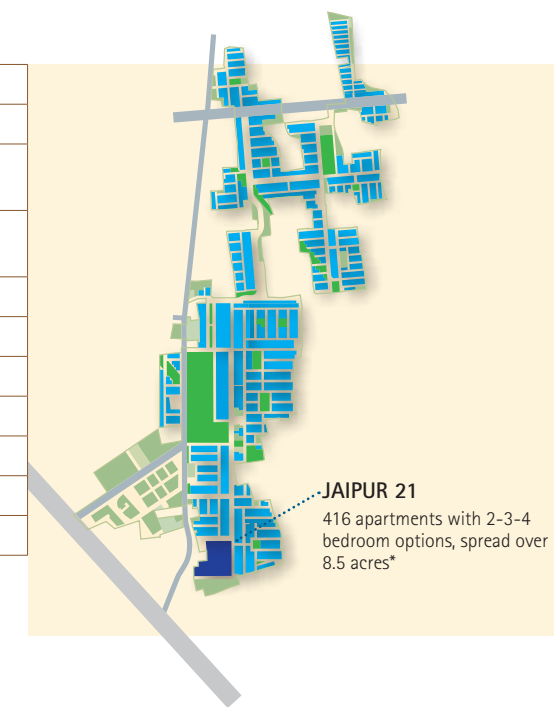 JAIPUR 21
416 apartments with 2-3-4
bedroom options, spread over
8.5 acres*